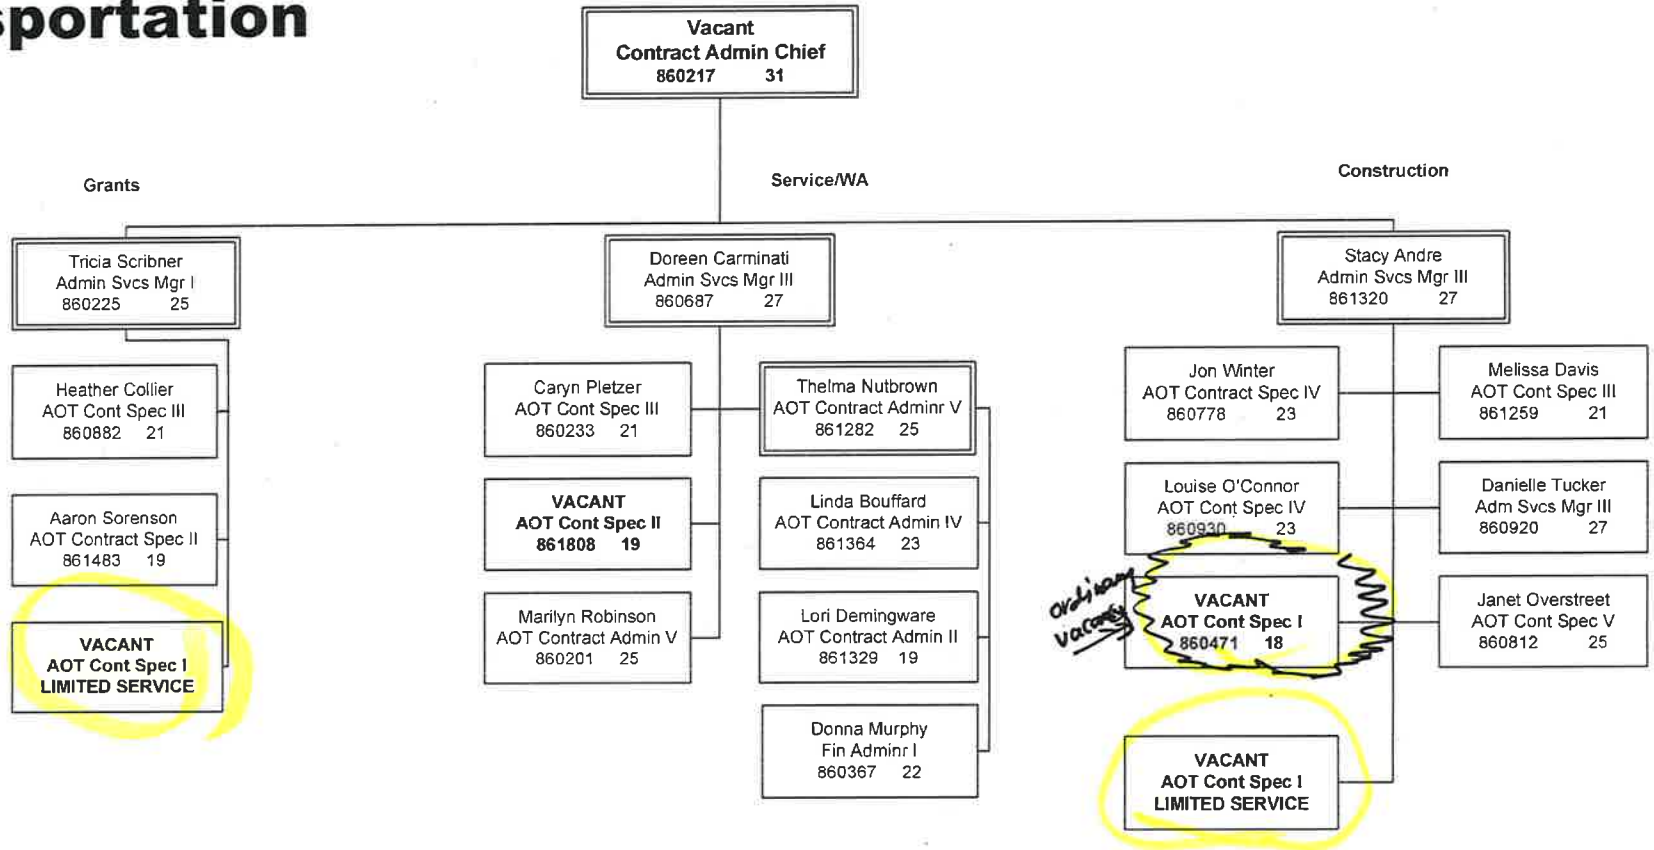 sportation
Vacant
Contract Admin Chief
860217 31
Grants
Service/WA
Construction
Tricia Scribner
Admin Svcs Mgr I
860225 25
Doreen Carminati
Admin Svcs Mgr III
860687 27
Stacy Andre
Admin Svcs Mgr III
861320 27
Heather Collier
AOT Cont Spec III
860882 21
Aaron Sorenson
AOT Contract Spec II
861483 19
VACANT
AOT Cont Spec I
LIMITED SERVICE
Caryn Pletzer
AOT Cont Spec III
860233 21
VACANT
AOT Cont Spec II
861808 19
Marilyn Robinson
AOT Contract Admin V
860201 25
Thelma Nutbrown
AOT Contract Adminr V
861282 25
Linda Bouffard
AOT Contract Admin IV
861364 23
Lori Demingware
AOT Contract Admin II
861329 19
Donna Murphy
Fin Adminr I
860367 22
Jon Winter
AOT Contract Spec IV
860778 23
Louise O'Connor
AOT Cont Spec IV
860930 23
ordinary
vacancy
VACANT
AOT Cont Spec I
860471 18
VACANT
AOT Cont Spec I
LIMITED SERVICE
Melissa Davis
AOT Cont Spec III
861259 21
Danielle Tucker
Adm Svcs Mgr III
860920 27
Janet Overstreet
AOT Cont Spec V
860812 25